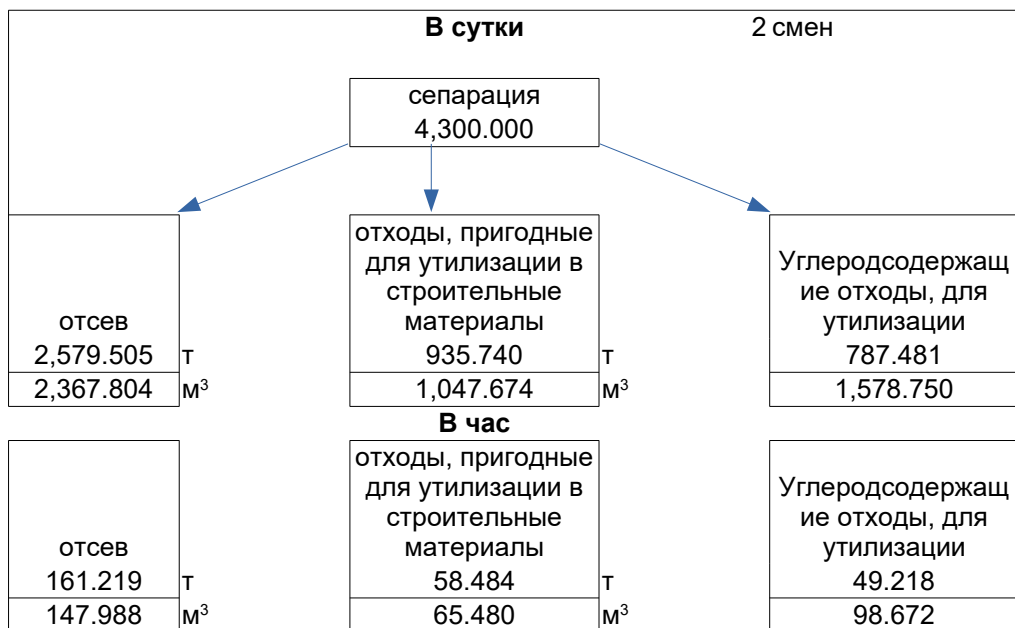 В сутки 2 смен
сепарация
4,300.000
отсев
2,579.505 т
2,367.804 м³
отходы, пригодные
для утилизации в
строительные
материалы
935.740 т
1,047.674 м³
Углеродсодержащ
ие отходы, для
утилизации
787.481
1,578.750
В час
отсев
161.219 т
147.988 м³
отходы, пригодные
для утилизации в
строительные
материалы
58.484 т
65.480 м³
Углеродсодержащ
ие отходы, для
утилизации
49.218
98.672